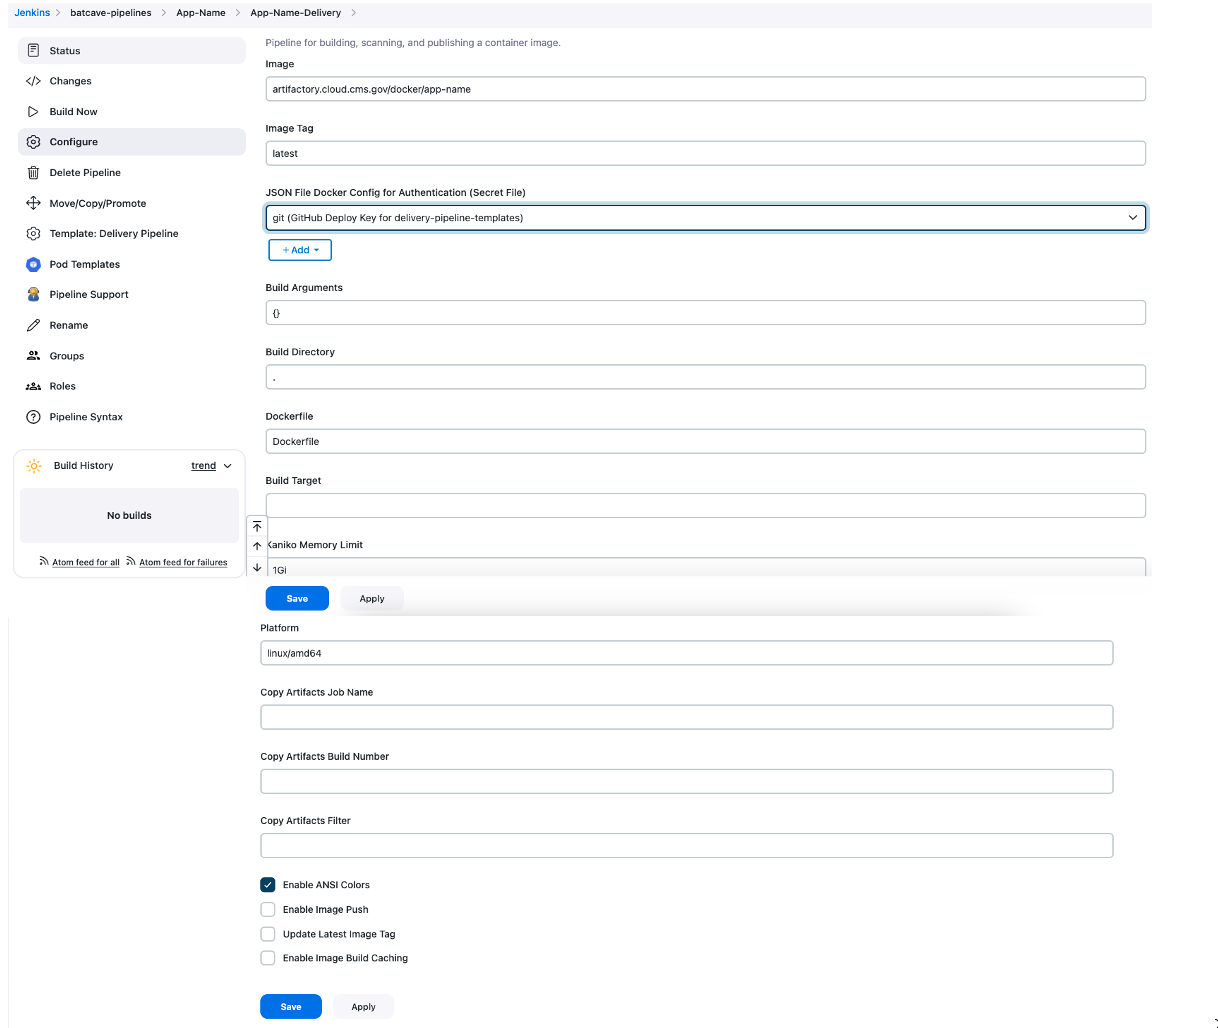 Jenkins > batcave-pipelines > App-Name > App-Name-Delivery >
Status
Changes
Build Now
Configure
Delete Pipeline
Move/Copy/Promote
Template: Delivery Pipeline
Pod Templates
Pipeline Support
Rename
Groups
Roles
Pipeline Syntax
Build History trend
No builds
Atom feed for all Atom feed for failures
Pipeline for building, scanning, and publishing a container image.
Image
artifactory.cloud.cms.gov/docker/app-name
Image Tag
latest
JSON File Docker Config for Authentication (Secret File)
git (GitHub Deploy Key for delivery-pipeline-templates)
+ Add
Build Arguments
{}
Build Directory
.
Dockerfile
Dockerfile
Build Target
Kaniko Memory Limit
1Gi
Save Apply
Platform
linux/amd64
Copy Artifacts Job Name
Copy Artifacts Build Number
Copy Artifacts Filter
Enable ANSI Colors
Enable Image Push
Update Latest Image Tag
Enable Image Build Caching
Save Apply